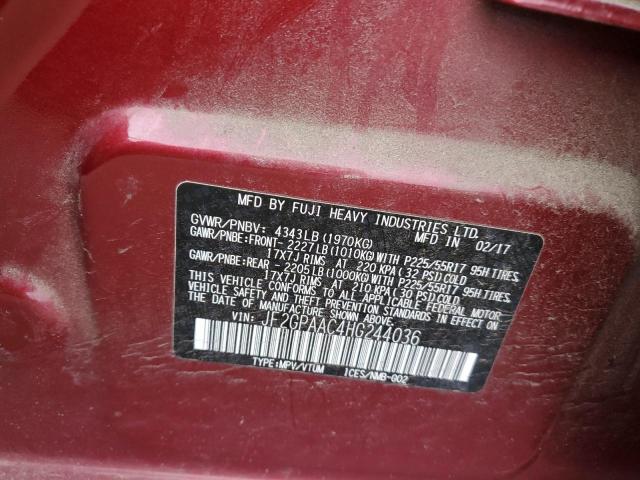 MFD BY FUJI HEAVY INDUSTRIES LTD.
GVWR/PNBV: 4343LB (1970KG) MFD IN 02/17
GAWR/PNBE:FRONT- 2227LB (1010KG) WITH P225/55R17 95H TIRES,
17X7J RIMS AT 220 KPA (32 PSI) COLD
GAWR/PNBE:REAR - 2205LB (1000KG) WITH P225/55R17 95H TIRES,
17X7J RIMS AT 210 KPA (30 PSI) COLD
THIS VEHICLE CONFORMS TO ALL APPLICABLE FEDERAL MOTOR
VEHICLE SAFETY, BUMPER, AND THEFT
PREVENTION STANDARDS IN EFFECT ON THE
DATE OF MANUFACTURE SHOWN ABOVE.
VIN: JF2GPAAC4HG244036
TYPE:MPV/VTUM ICES/NMB-002